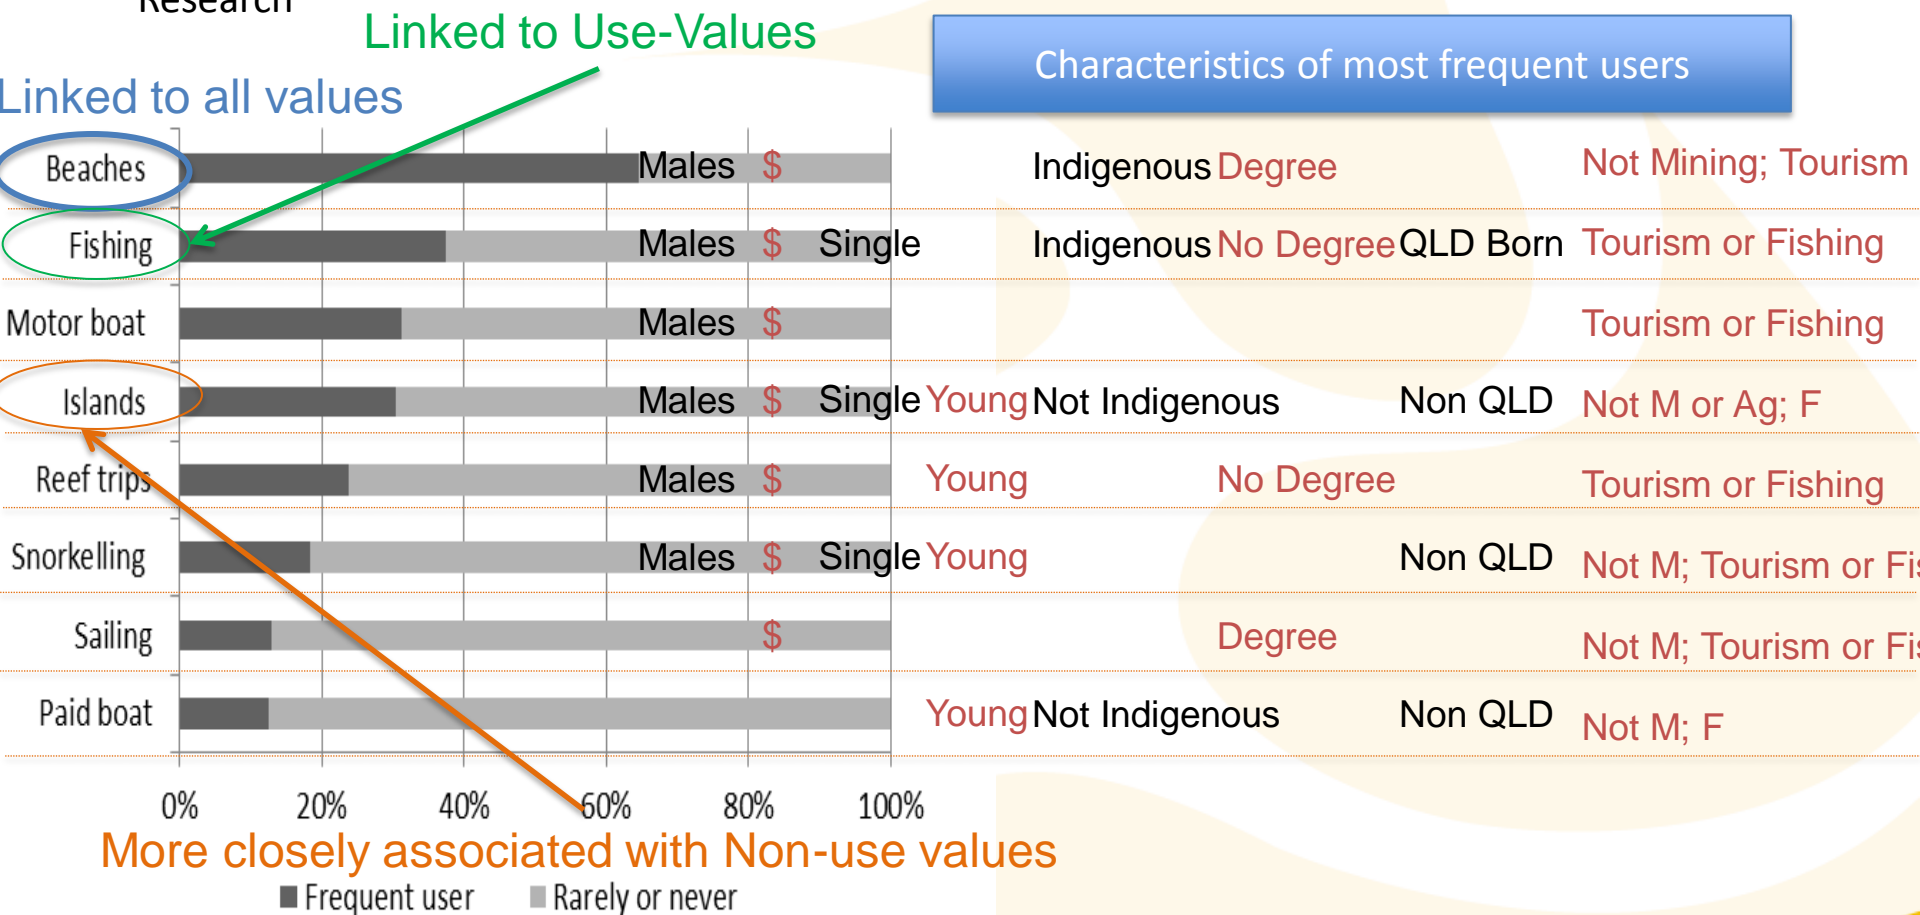 Research
Linked to Use-Values
Characteristics of most frequent users
Linked to all values
Beaches Males $ Indigenous Degree Not Mining; Tourism
Fishing Males $ Single Indigenous No Degree QLD Born Tourism or Fishing
Motor boat Males $ Tourism or Fishing
Islands Males $ Single Young Not Indigenous Non QLD Not M or Ag; F
Reef trips Males $ Young No Degree Tourism or Fishing
Snorkelling Males $ Single Young Non QLD Not M; Tourism or Fis
Sailing $ Degree Not M; Tourism or Fis
Paid boat Young Not Indigenous Non QLD Not M; F
0% 20% 40% 60% 80% 100%
More closely associated with Non-use values
Frequent user Rarely or never